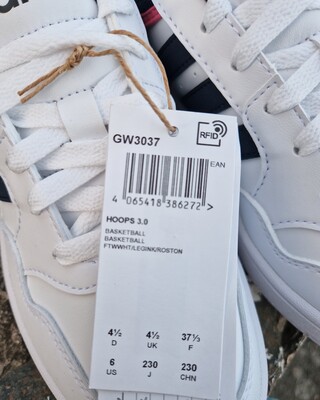 GW3037
RFID
EAN
4 065418 386272 >
HOOPS 3.0
BASKETBALL
BASKETBALL
FTWWHT/LEGINK/ROSTON
4½ 4½ 37⅓
D UK F
6 230 230
US J CHN